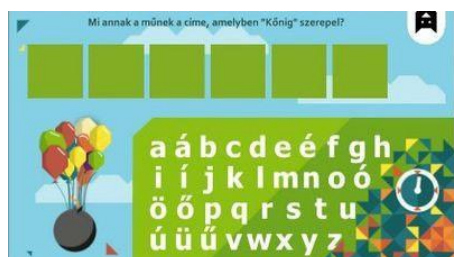 Mi annak a műnek a címe, amelyben "Kőnig" szerepel?
a á b c d e é f g h
i í j k l m n o ó
ö ő p q r s t u
ú ü ű v w x y z